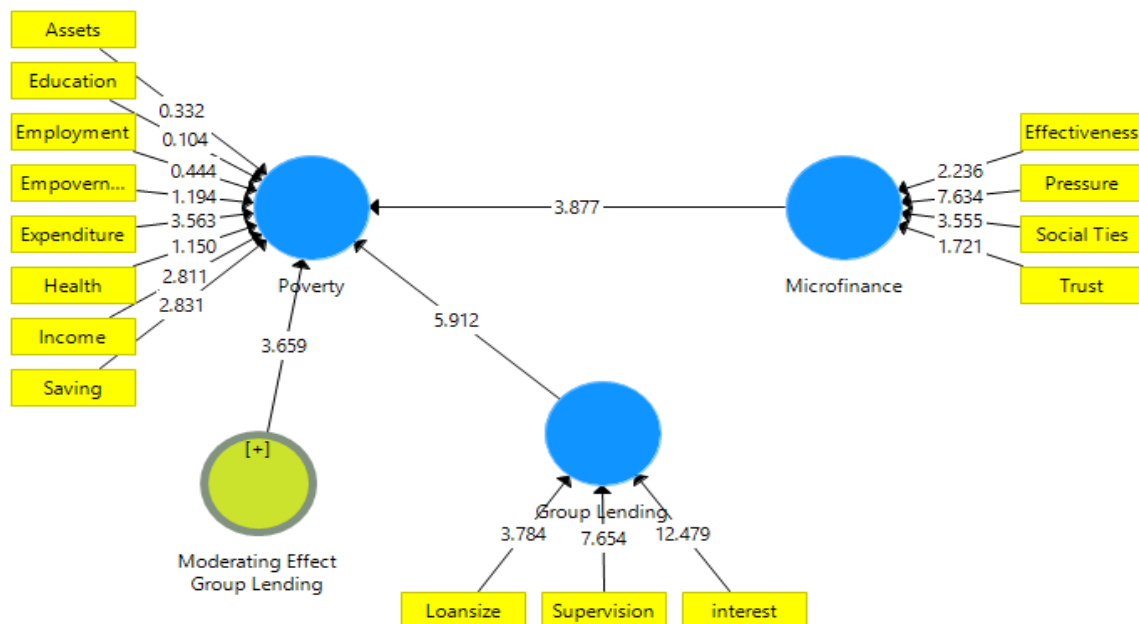 Assets
Education
0.332
0.104
Employment
0.444
Empovern...
1.194
3.563
Expenditure
1.150
Health
2.811
Poverty
2.831
Income
Saving
3.659
3.877
5.912
Effectiveness
2.236
Pressure
7.634
3.555
Social Ties
1.721
Trust
Microfinance
[+]
Moderating Effect
Group Lending
Group Lending
3.784
7.654
12.479
Loansize
Supervision
interest